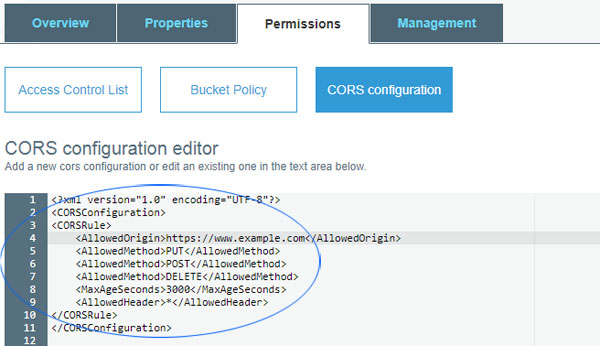 Overview Properties Permissions Management
Access Control List Bucket Policy CORS configuration
CORS configuration editor
Add a new cors configuration or edit an existing one in the text area below.
1 <?xml version="1.0" encoding="UTF-8"?>
2 <CORSConfiguration>
3 <CORSRule>
4 <AllowedOrigin>https://www.example.com</AllowedOrigin>
5 <AllowedMethod>PUT</AllowedMethod>
6 <AllowedMethod>POST</AllowedMethod>
7 <AllowedMethod>DELETE</AllowedMethod>
8 <MaxAgeSeconds>3000</MaxAgeSeconds>
9 <AllowedHeader>*</AllowedHeader>
10 </CORSRule>
11 </CORSConfiguration>
12